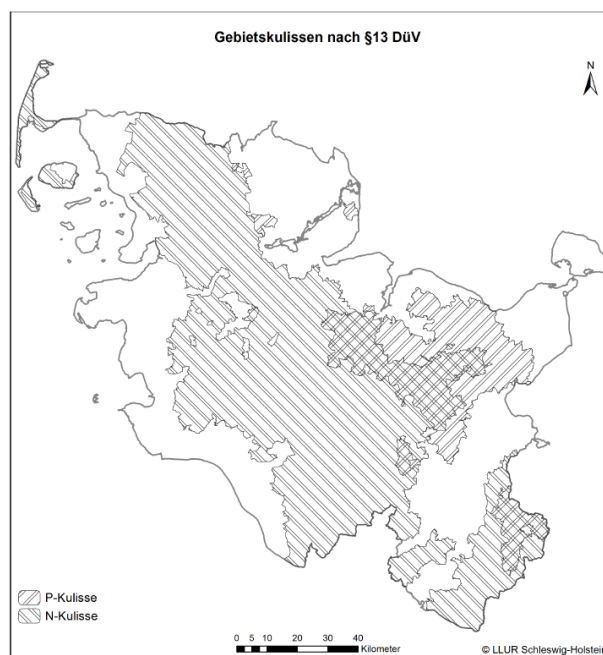 Gebietskulissen nach §13 DüV
N
P-Kulisse
N-Kulisse
0 5 10 20 30 40
Kilometer
© LLUR Schleswig-Holstein